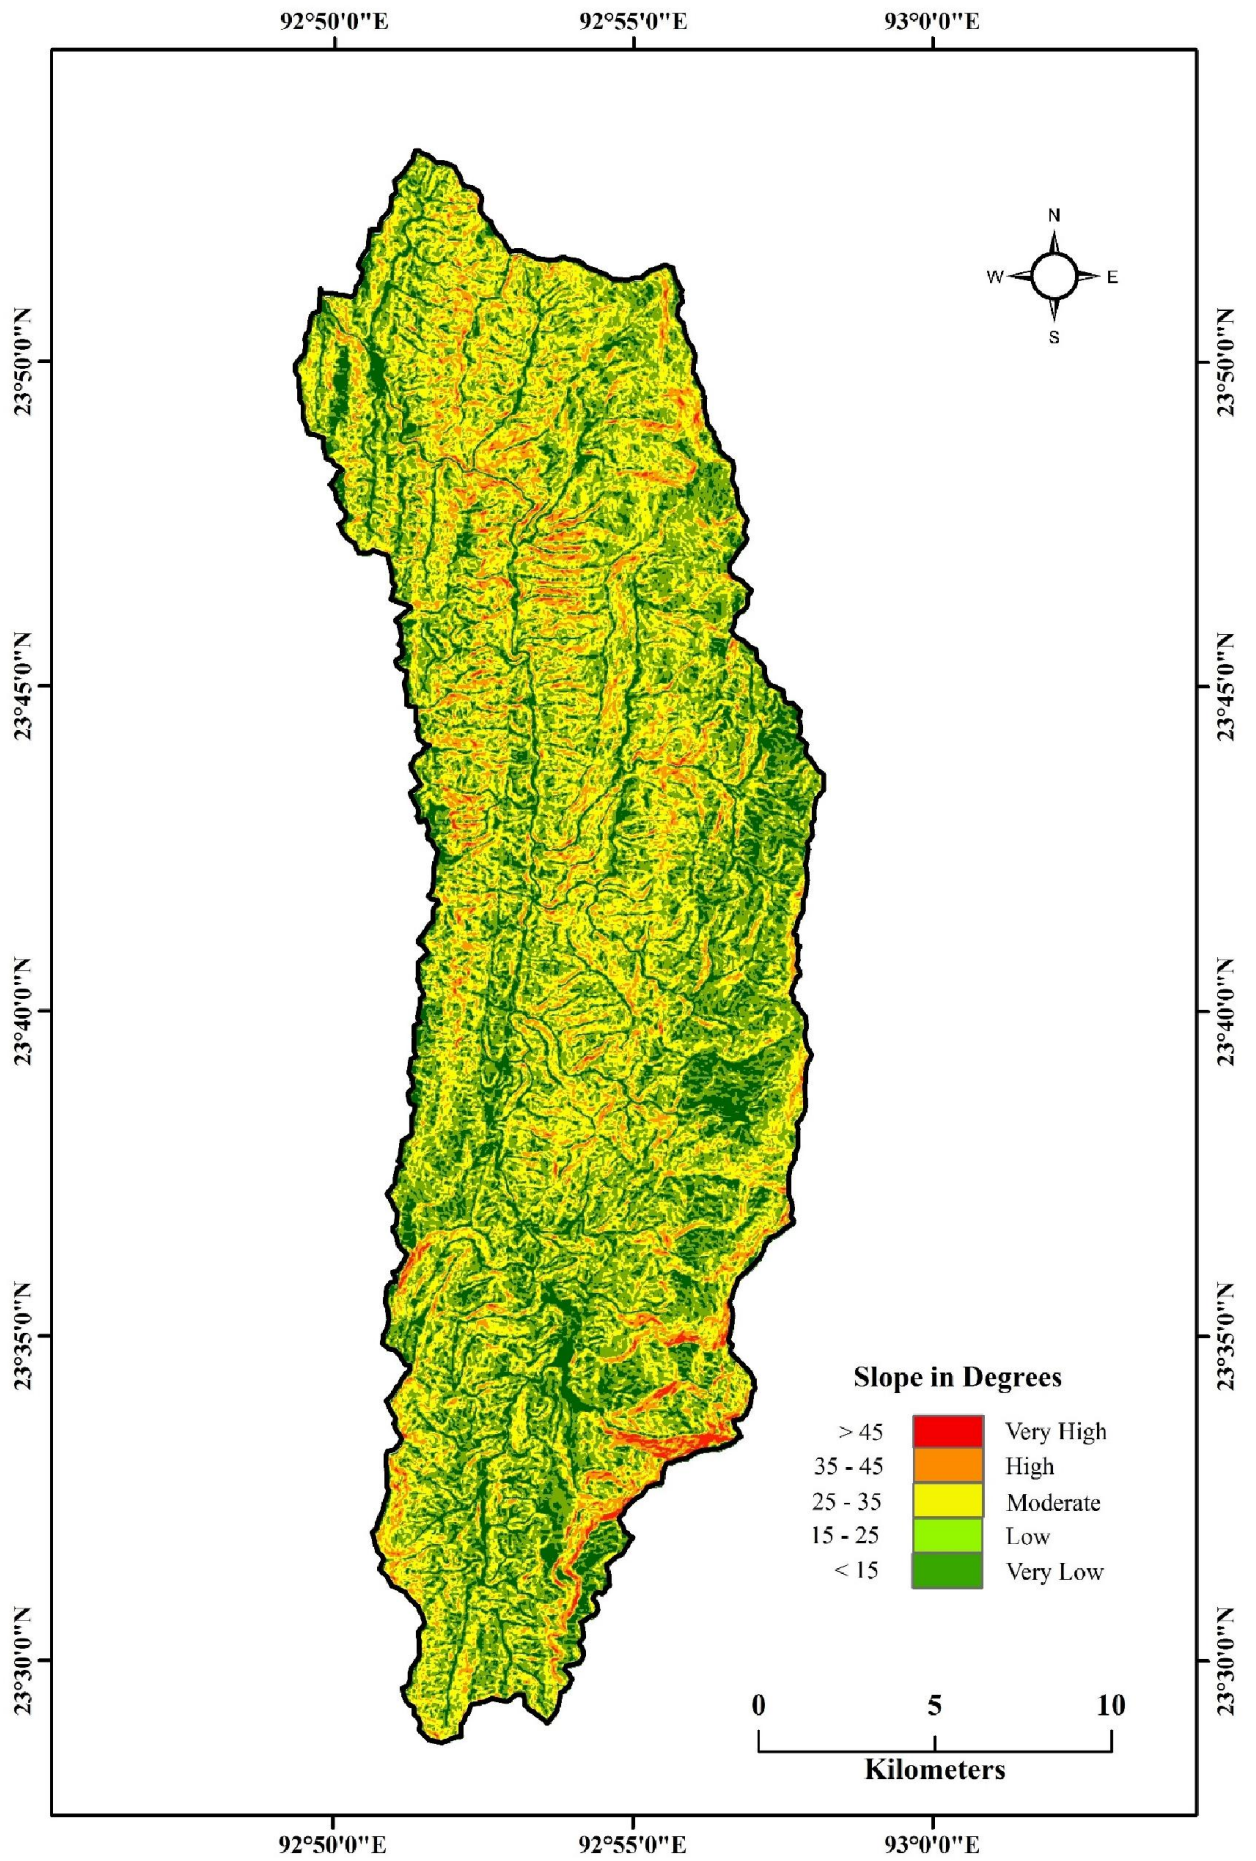 92°50'0"E 92°55'0"E 93°0'0"E
N
W E
S
23°50'0"N 23°50'0"N
23°45'0"N 23°45'0"N
23°40'0"N 23°40'0"N
23°35'0"N 23°35'0"N
Slope in Degrees
> 45 Very High
35 - 45 High
25 - 35 Moderate
15 - 25 Low
< 15 Very Low
23°30'0"N 23°30'0"N
0 5 10
Kilometers
92°50'0"E 92°55'0"E 93°0'0"E